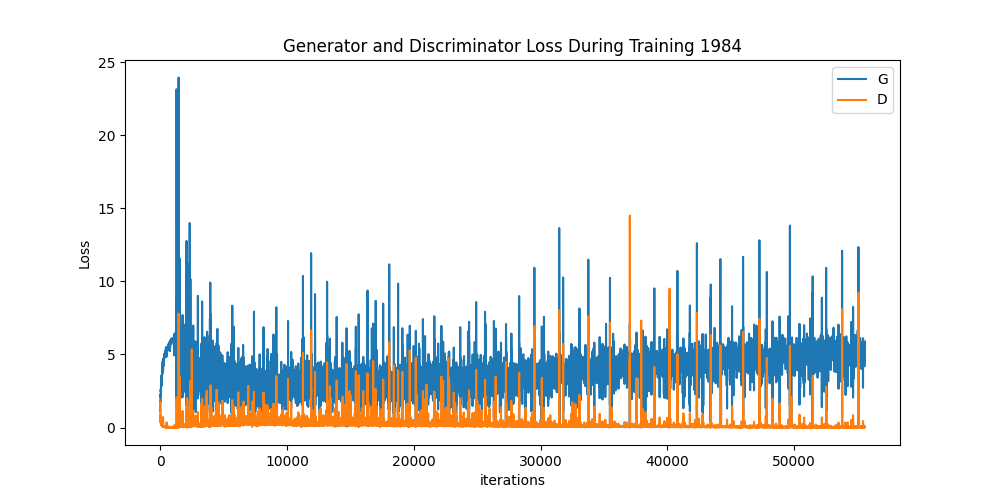 Generator and Discriminator Loss During Training 1984
G
D
Loss
25
20
15
10
5
0
0 10000 20000 30000 40000 50000
iterations